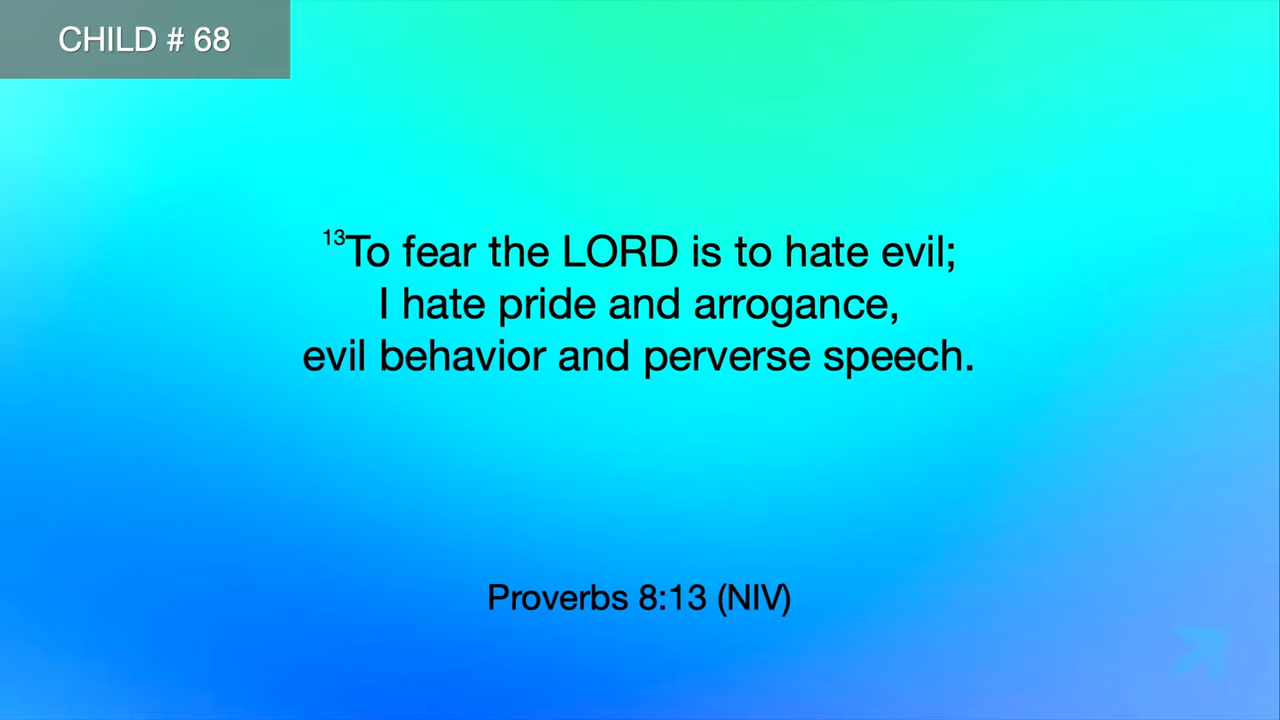 CHILD # 68
13To fear the LORD is to hate evil;
I hate pride and arrogance,
evil behavior and perverse speech.
Proverbs 8:13 (NIV)